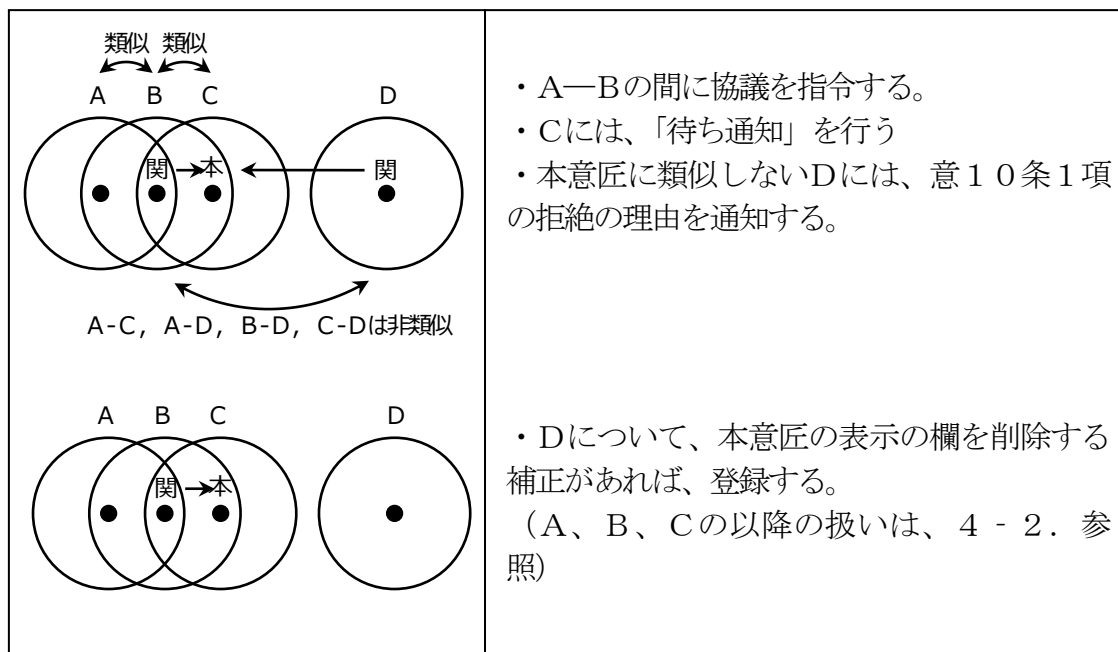 類似 類似
A B C D
関 本 関
A-C, A-D, B-D, C-Dは非類似
・A―Bの間に協議を指令する。
・Cには、「待ち通知」を行う
・本意匠に類似しないDには、意10条1項
の拒絶の理由を通知する。
A B C D
関 本
・Dについて、本意匠の表示の欄を削除する
補正があれば、登録する。
（A、B、Cの以降の扱いは、4‐2．参
照）